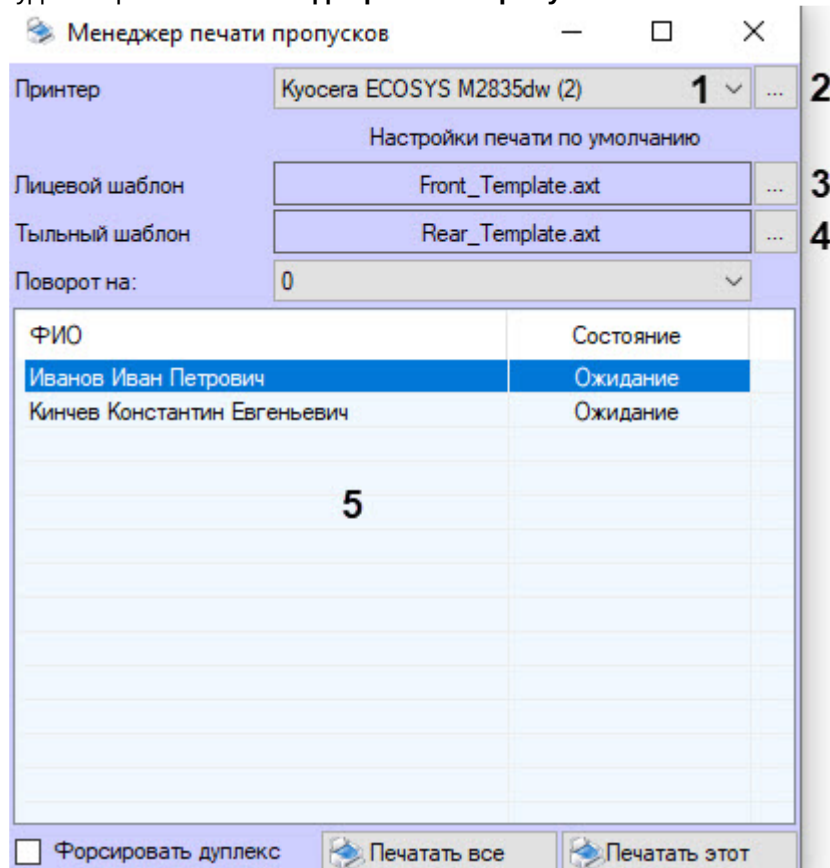 Менеджер печати пропусков
Принтер Kyocera ECOSYS M2835dw (2) 1 ... 2
Настройки печати по умолчанию
Лицевой шаблон Front_Template.axt ... 3
Тыльный шаблон Rear_Template.axt ... 4
Поворот на: 0
ФИО Состояние
Иванов Иван Петрович Ожидание
Кинчев Константин Евгеньевич Ожидание
5
Форсировать дуплекс Печатать все Печатать этот